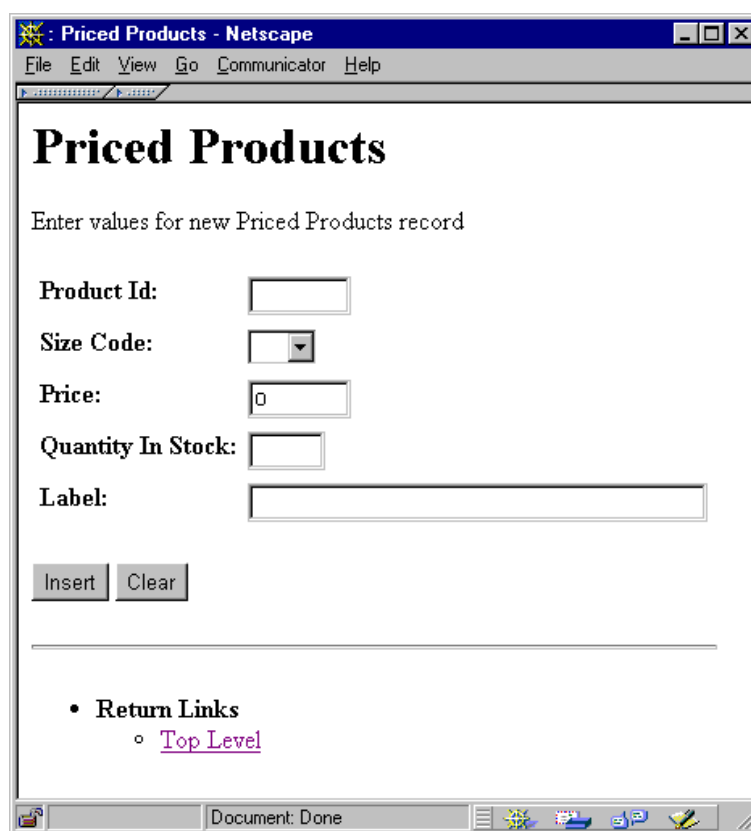 : Priced Products - Netscape
File Edit View Go Communicator Help
Priced Products
Enter values for new Priced Products record
Product Id:
Size Code:
Price: 0
Quantity In Stock:
Label:
Insert Clear
• Return Links
○ Top Level
Document: Done